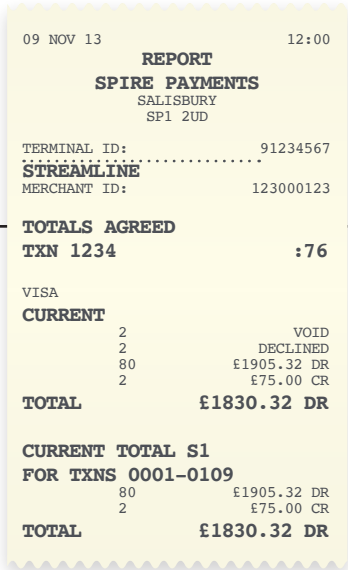 09 NOV 13 12:00
REPORT
SPIRE PAYMENTS
SALISBURY
SP1 2UD
TERMINAL ID: 91234567
..............................
STREAMLINE
MERCHANT ID: 123000123
TOTALS AGREED
TXN 1234 :76
VISA
CURRENT
2 VOID
2 DECLINED
80 £1905.32 DR
2 £75.00 CR
TOTAL £1830.32 DR
CURRENT TOTAL S1
FOR TXNS 0001-0109
80 £1905.32 DR
2 £75.00 CR
TOTAL £1830.32 DR